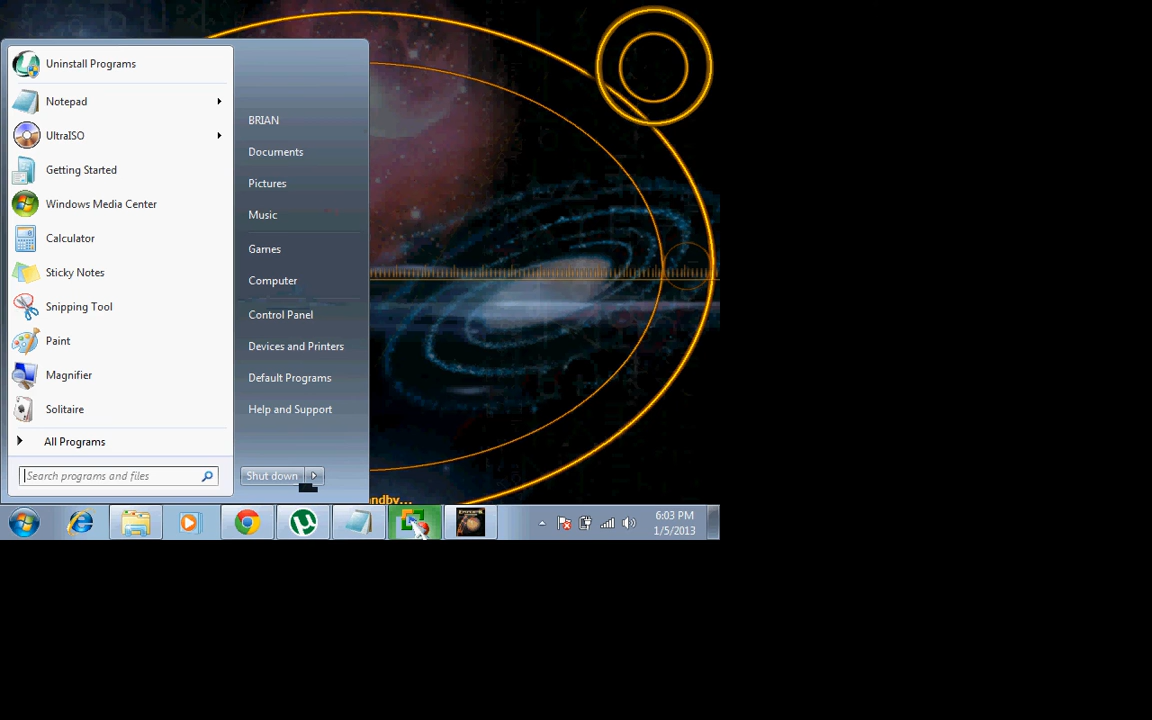 Uninstall Programs
Notepad
UltraISO
Getting Started
Windows Media Center
Calculator
Sticky Notes
Snipping Tool
Paint
Magnifier
Solitaire
All Programs
Search programs and files
BRIAN
Documents
Pictures
Music
Games
Computer
Control Panel
Devices and Printers
Default Programs
Help and Support
Shut down
ndby...
6:03 PM
1/5/2013